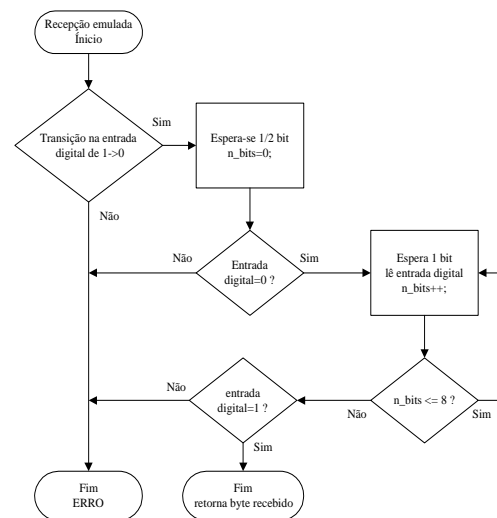 Recepção emulada
Ínicio
Transição na entrada
digital de 1->0
Sim
Espera-se 1/2 bit
n_bits=0;
Não
Não
Entrada
digital=0 ?
Sim
Espera 1 bit
lê entrada digital
n_bits++;
Não
entrada
digital=1 ?
Não
n_bits <= 8 ?
Sim
Sim
Fim
ERRO
Fim
retorna byte recebido